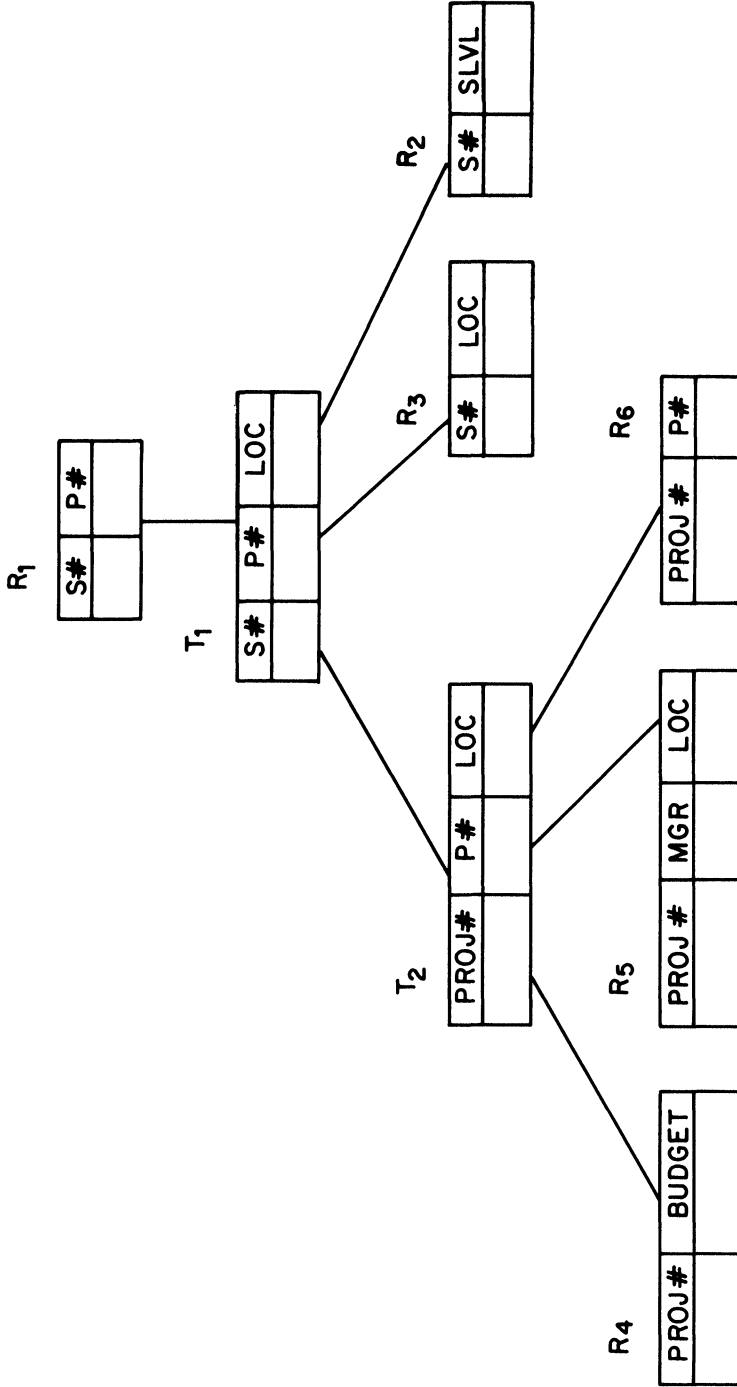 R1
S# P#
T1
S# P# LOC
T2
PROJ# P# LOC
R3
S# LOC
R2
S# SLVL
R4
PROJ# BUDGET
R5
PROJ# MGR LOC
R6
PROJ# P#